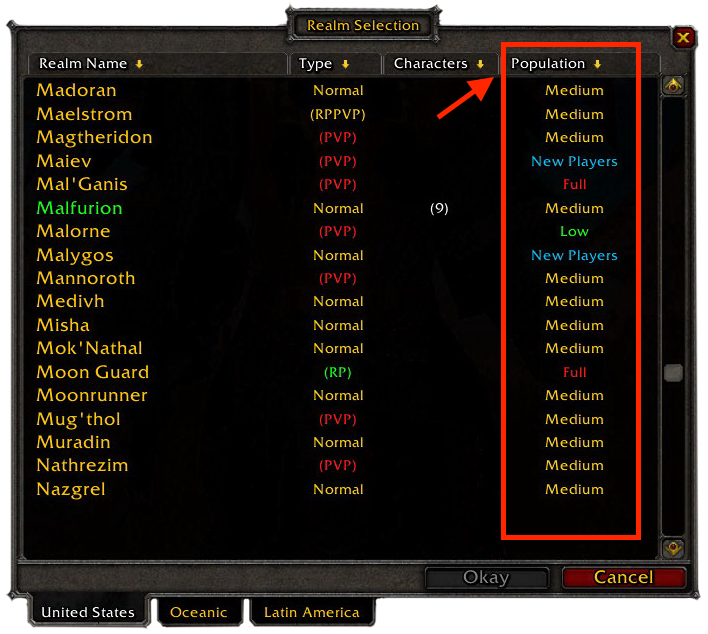 Realm Selection
Realm Name Type Characters Population
Madoran Normal Medium
Maelstrom (RPPVP) Medium
Magtheridon (PVP) Medium
Maiev (PVP) New Players
Mal'Ganis (PVP) Full
Malfurion Normal (9) Medium
Malorne (PVP) Low
Malygos Normal New Players
Mannoroth (PVP) Medium
Medivh Normal Medium
Misha Normal Medium
Mok'Nathal Normal Medium
Moon Guard (RP) Full
Moonrunner Normal Medium
Mug'thol (PVP) Medium
Muradin Normal Medium
Nathrezim (PVP) Medium
Nazgrel Normal Medium
Okay Cancel
United States Oceanic Latin America